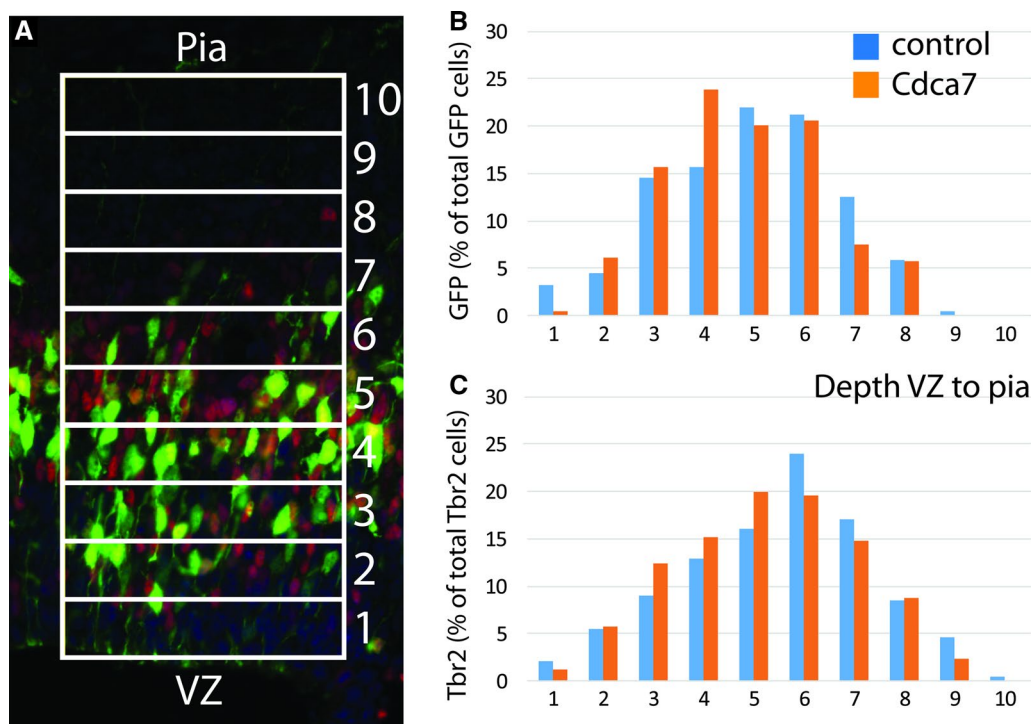 A
Pia
10
9
8
7
6
5
4
3
2
1
VZ
B
GFP (% of total GFP cells)
30
25
20
15
10
5
0
control
Cdca7
1 2 3 4 5 6 7 8 9 10
C
Depth VZ to pia
Tbr2 (% of total Tbr2 cells)
30
25
20
15
10
5
0
1 2 3 4 5 6 7 8 9 10